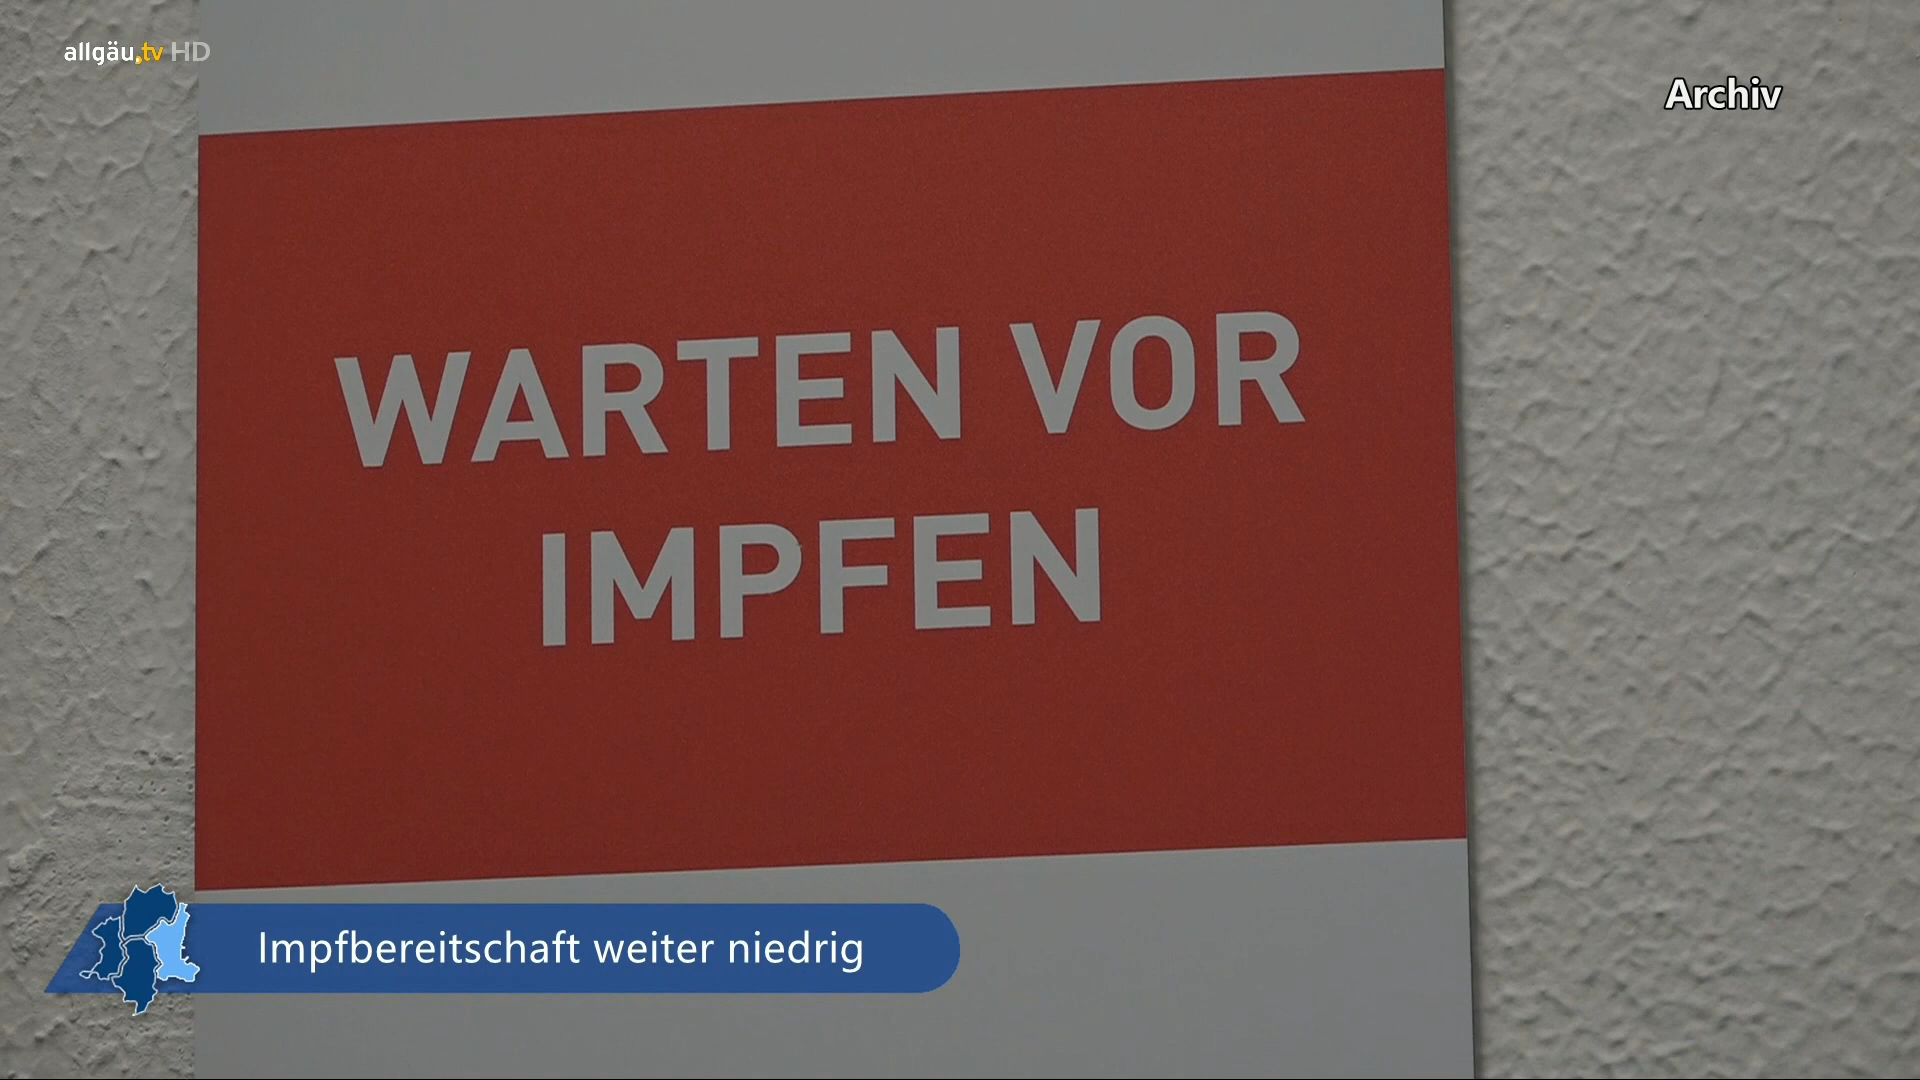 allgäu.tv HD
Archiv
WARTEN VOR
IMPFEN
Impfbereitschaft weiter niedrig